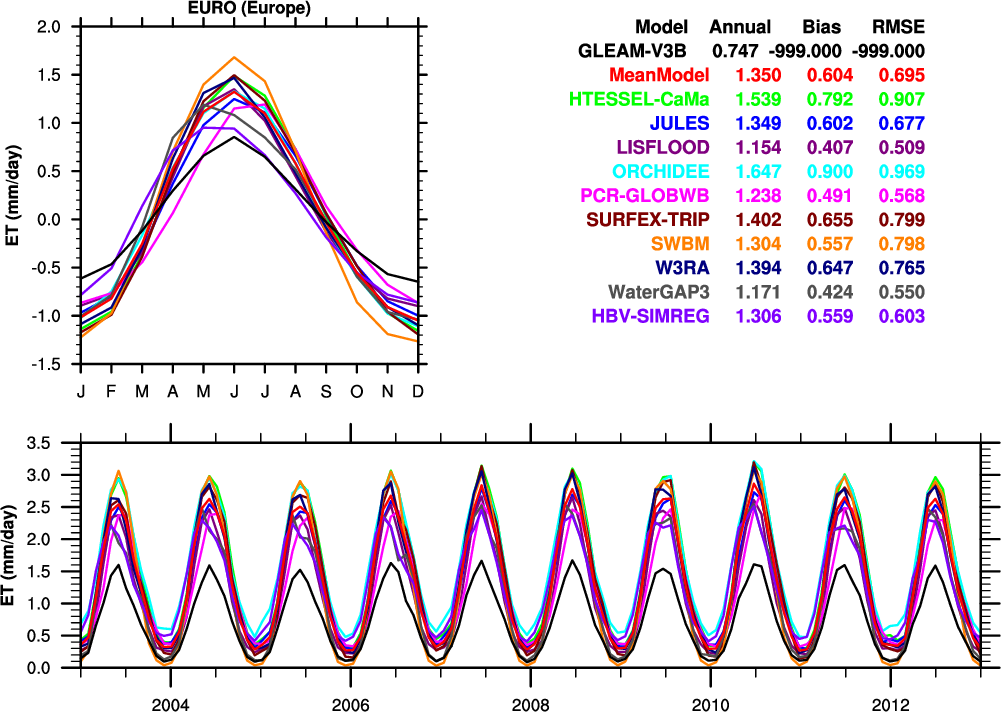 EURO (Europe)
ET (mm/day)
2.0
1.5
1.0
0.5
0.0
-0.5
-1.0
-1.5
J F M A M J J A S O N D
Model Annual Bias RMSE
GLEAM-V3B 0.747 -999.000 -999.000
MeanModel 1.350 0.604 0.695
HTESSEL-CaMa 1.539 0.792 0.907
JULES 1.349 0.602 0.677
LISFLOOD 1.154 0.407 0.509
ORCHIDEE 1.647 0.900 0.969
PCR-GLOBWB 1.238 0.491 0.568
SURFEX-TRIP 1.402 0.655 0.799
SWBM 1.304 0.557 0.798
W3RA 1.394 0.647 0.765
WaterGAP3 1.171 0.424 0.550
HBV-SIMREG 1.306 0.559 0.603
ET (mm/day)
3.5
3.0
2.5
2.0
1.5
1.0
0.5
0.0
2004 2006 2008 2010 2012